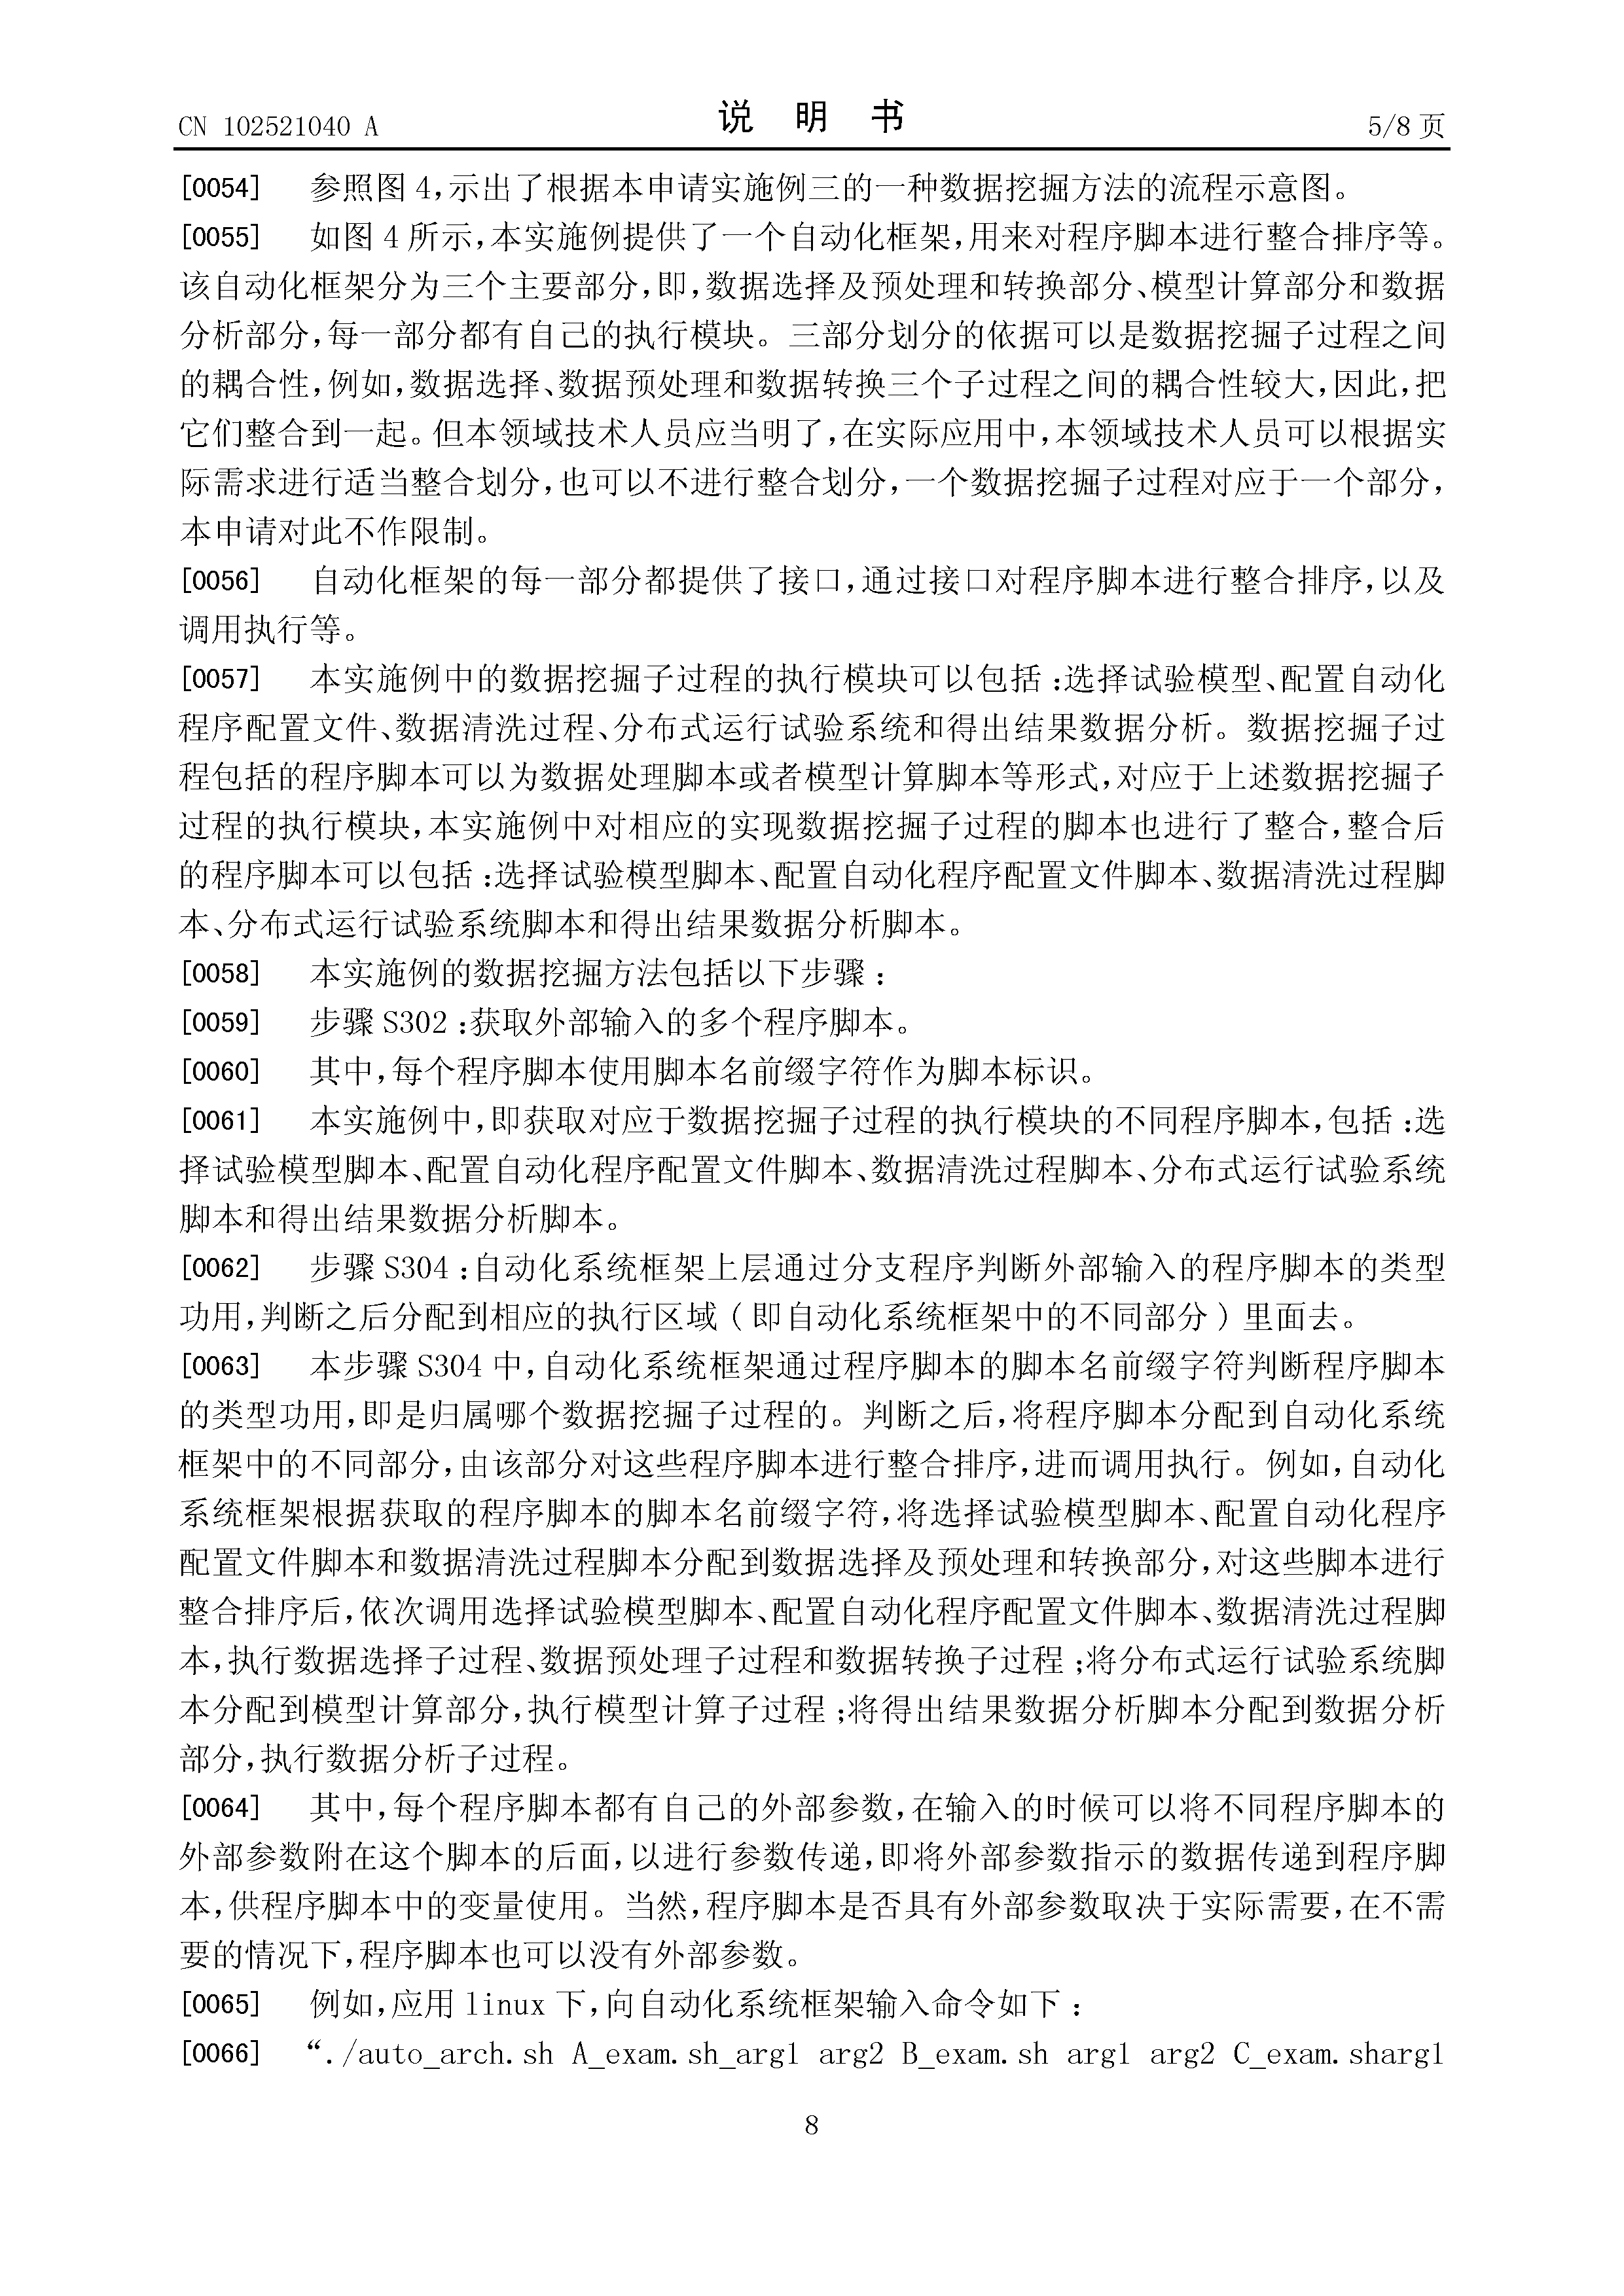 CN 102521040 A
说 明 书
5/8 页
[0054] 参照图 4,示出了根据本申请实施例三的一种数据挖掘方法的流程示意图。
[0055] 如图 4 所示,本实施例提供了一个自动化框架,用来对程序脚本进行整合排序等。
该自动化框架分为三个主要部分,即,数据选择及预处理和转换部分、模型计算部分和数据
分析部分,每一部分都有自己的执行模块。三部分划分的依据可以是数据挖掘子过程之间
的耦合性,例如,数据选择、数据预处理和数据转换三个子过程之间的耦合性较大,因此,把
它们整合到一起。但本领域技术人员应当明了,在实际应用中,本领域技术人员可以根据实
际需求进行适当整合划分,也可以不进行整合划分,一个数据挖掘子过程对应于一个部分,
本申请对此不作限制。
[0056] 自动化框架的每一部分都提供了接口,通过接口对程序脚本进行整合排序,以及
调用执行等。
[0057] 本实施例中的数据挖掘子过程的执行模块可以包括:选择试验模型、配置自动化
程序配置文件、数据清洗过程、分布式运行试验系统和得出结果数据分析。数据挖掘子过
程包括的程序脚本可以为数据处理脚本或者模型计算脚本等形式,对应于上述数据挖掘子
过程的执行模块,本实施例中对相应的实现数据挖掘子过程的脚本也进行了整合,整合后
的程序脚本可以包括:选择试验模型脚本、配置自动化程序配置文件脚本、数据清洗过程脚
本、分布式运行试验系统脚本和得出结果数据分析脚本。
[0058] 本实施例的数据挖掘方法包括以下步骤:
[0059] 步骤 S302:获取外部输入的多个程序脚本。
[0060] 其中,每个程序脚本使用脚本名前缀字符作为脚本标识。
[0061] 本实施例中,即获取对应于数据挖掘子过程的执行模块的不同程序脚本,包括:选
择试验模型脚本、配置自动化程序配置文件脚本、数据清洗过程脚本、分布式运行试验系统
脚本和得出结果数据分析脚本。
[0062] 步骤 S304:自动化系统框架上层通过分支程序判断外部输入的程序脚本的类型
功用,判断之后分配到相应的执行区域(即自动化系统框架中的不同部分)里面去。
[0063] 本步骤 S304 中,自动化系统框架通过程序脚本的脚本名前缀字符判断程序脚本
的类型功用,即是归属哪个数据挖掘子过程的。判断之后,将程序脚本分配到自动化系统
框架中的不同部分,由该部分对这些程序脚本进行整合排序,进而调用执行。例如,自动化
系统框架根据获取的程序脚本的脚本名前缀字符,将选择试验模型脚本、配置自动化程序
配置文件脚本和数据清洗过程脚本分配到数据选择及预处理和转换部分,对这些脚本进行
整合排序后,依次调用选择试验模型脚本、配置自动化程序配置文件脚本、数据清洗过程脚
本,执行数据选择子过程、数据预处理子过程和数据转换子过程;将分布式运行试验系统脚
本分配到模型计算部分,执行模型计算子过程;将得出结果数据分析脚本分配到数据分析
部分,执行数据分析子过程。
[0064] 其中,每个程序脚本都有自己的外部参数,在输入的时候可以将不同程序脚本的
外部参数附在这个脚本的后面,以进行参数传递,即将外部参数指示的数据传递到程序脚
本,供程序脚本中的变量使用。当然,程序脚本是否具有外部参数取决于实际需要,在不需
要的情况下,程序脚本也可以没有外部参数。
[0065] 例如,应用 linux 下,向自动化系统框架输入命令如下:
[0066] “./auto_arch.sh A_exam.sh_arg1 arg2 B_exam.sh arg1 arg2 C_exam.sharg1
8